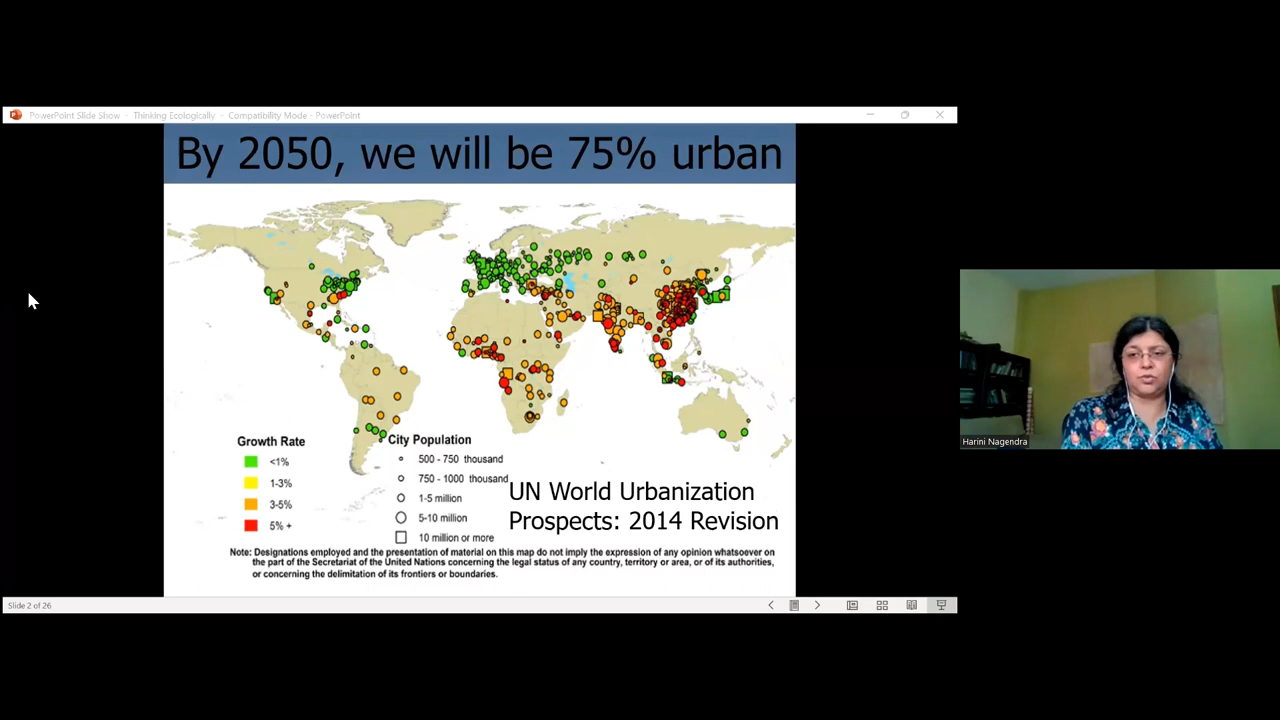 PowerPoint Slide Show - Thinking Ecologically - Compatibility Mode - PowerPoint
By 2050, we will be 75% urban
Growth Rate
<1%
1-3%
3-5%
5% +
City Population
500 - 750 thousand
750 - 1000 thousand
1-5 million
5-10 million
10 million or more
UN World Urbanization
Prospects: 2014 Revision
Note: Designations employed and the presentation of material on this map do not imply the expression of any opinion whatsoever on
the part of the Secretariat of the United Nations concerning the legal status of any country, territory or area, or of its authorities,
or concerning the delimitation of its frontiers or boundaries.
Slide 2 of 26
Harini Nagendra